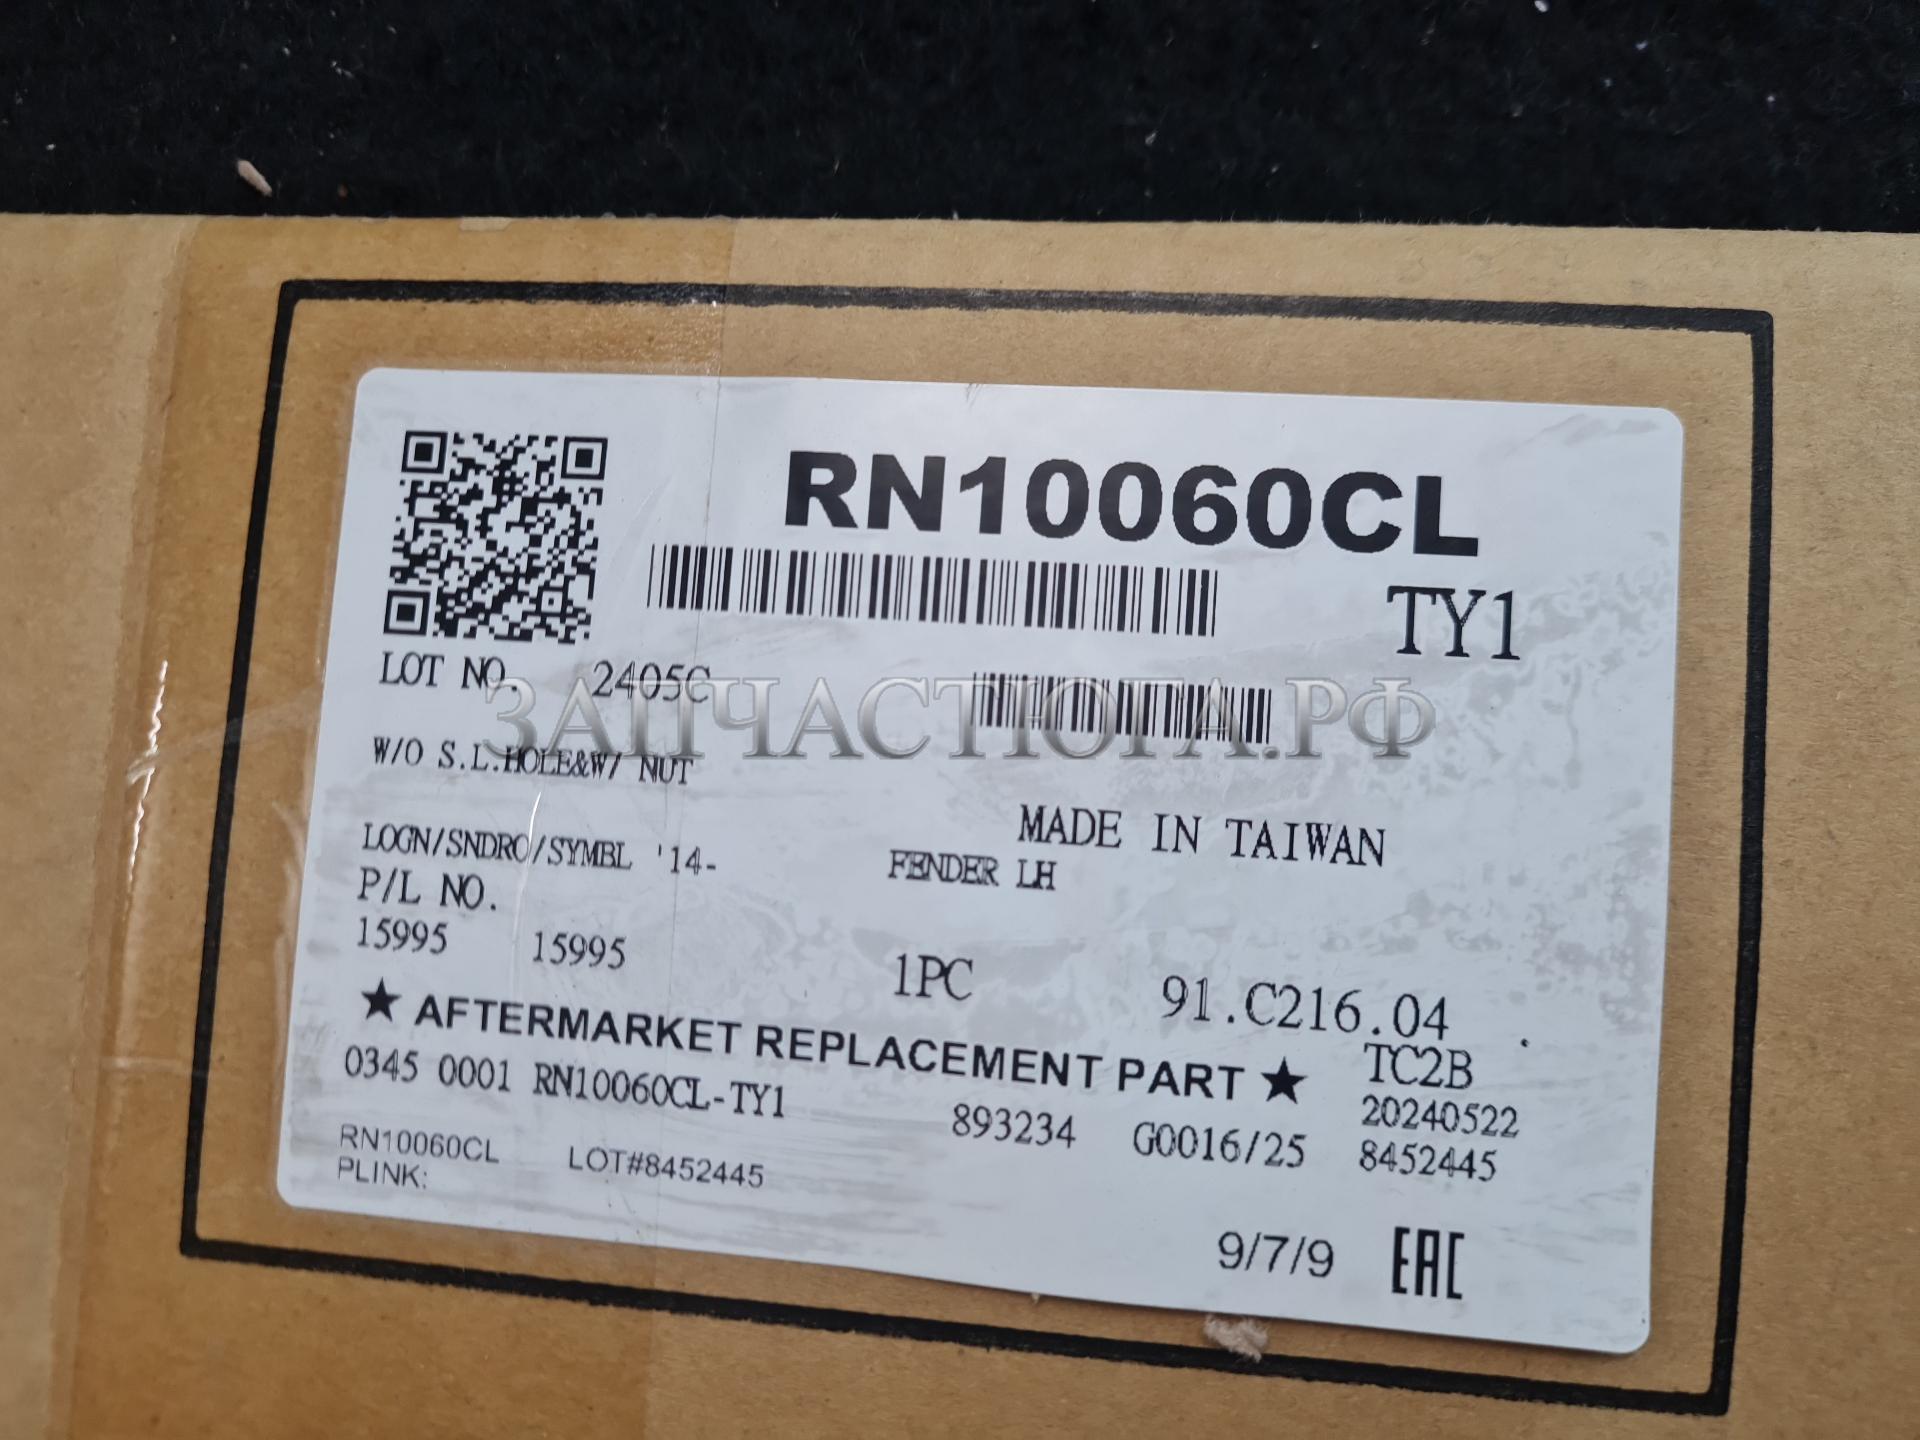 RN10060CL
TY1
LOT NO. 2405C
ЗАПЧАСТЮГА.РФ
W/O S.L.HOLE&W/ NUT
MADE IN TAIWAN
LOGN/SNDRO/SYMBL '14- FENDER LH
P/L NO.
15995 15995 1PC 91.C216.04
★ AFTERMARKET REPLACEMENT PART ★ TC2B
0345 0001 RN10060CL-TY1 893234 G0016/25 20240522
8452445
RN10060CL LOT#8452445
PLINK:
9/7/9 EAC